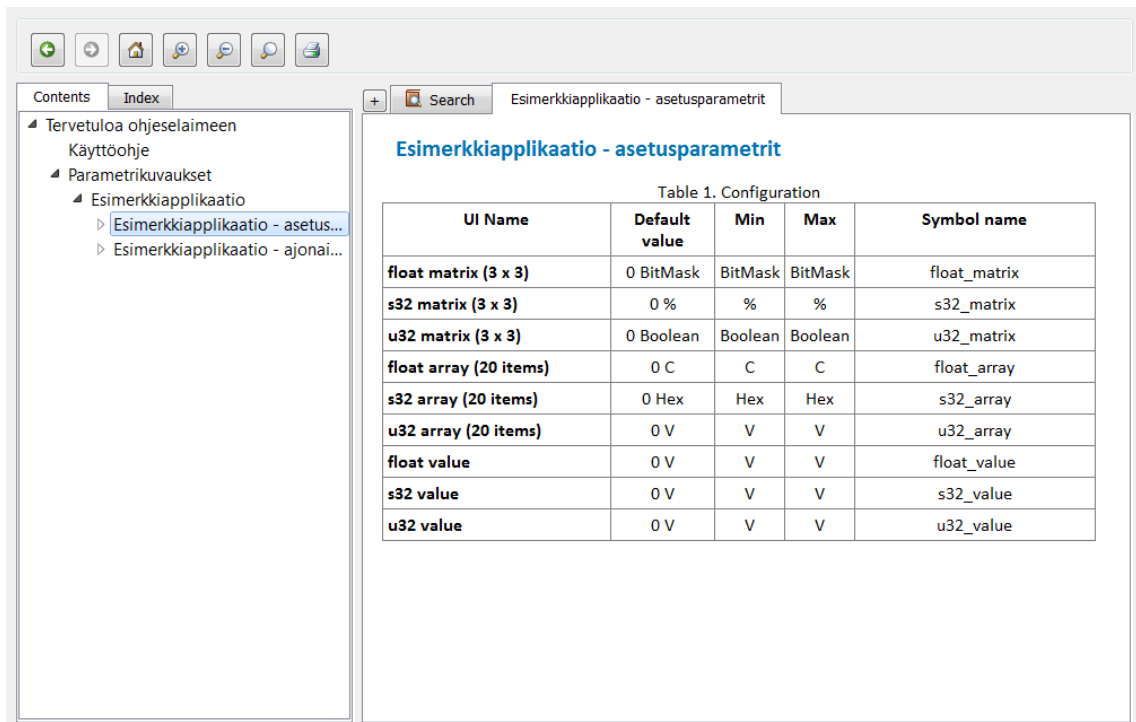 Contents Index
Tervetuloa ohjeselaimeen
Käyttöohje
Parametrikuvaukset
Esimerkkiapplikaatio
Esimerkkiapplikaatio - asetus...
Esimerkkiapplikaatio - ajonai...
+ Search Esimerkkiapplikaatio - asetusparametrit
Esimerkkiapplikaatio - asetusparametrit
Table 1. Configuration
UI Name Default value Min Max Symbol name
float matrix (3 x 3) 0 BitMask BitMask BitMask float_matrix
s32 matrix (3 x 3) 0 % % % s32_matrix
u32 matrix (3 x 3) 0 Boolean Boolean Boolean u32_matrix
float array (20 items) 0 C C C float_array
s32 array (20 items) 0 Hex Hex Hex s32_array
u32 array (20 items) 0 V V V u32_array
float value 0 V V V float_value
s32 value 0 V V V s32_value
u32 value 0 V V V u32_value